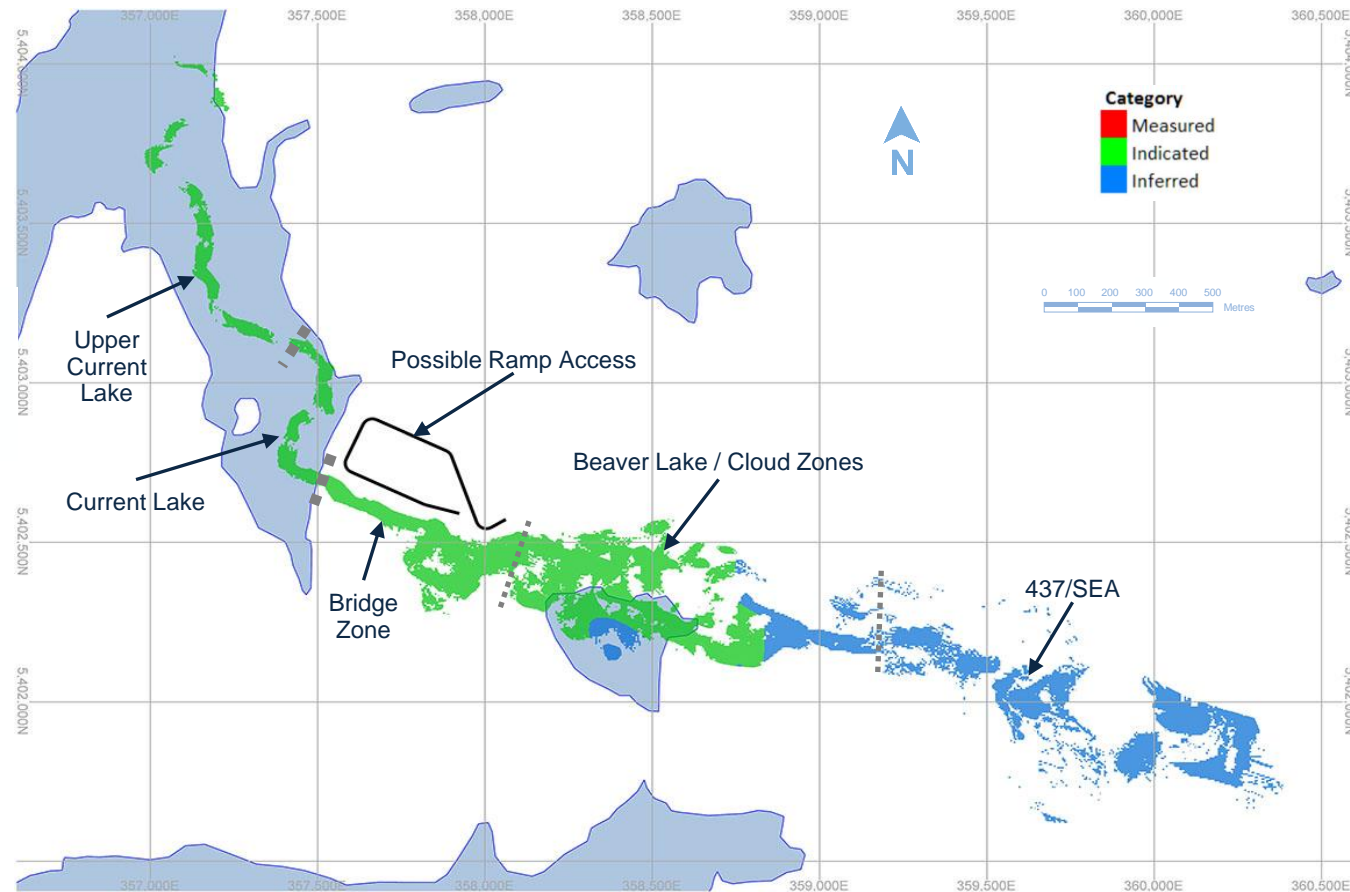 357,000E 357,500E 358,000E 358,500E 359,000E 359,500E 360,000E 360,500E
5,404,000N
5,403,500N
5,403,000N
5,402,500N
5,402,000N
Category
Measured
Indicated
Inferred
N
0 100 200 300 400 500
Metres
Upper
Current
Lake
Possible Ramp Access
Beaver Lake / Cloud Zones
Current Lake
437/SEA
Bridge
Zone
357,000E 357,500E 358,000E 358,500E 359,000E 359,500E 360,000E 360,500E